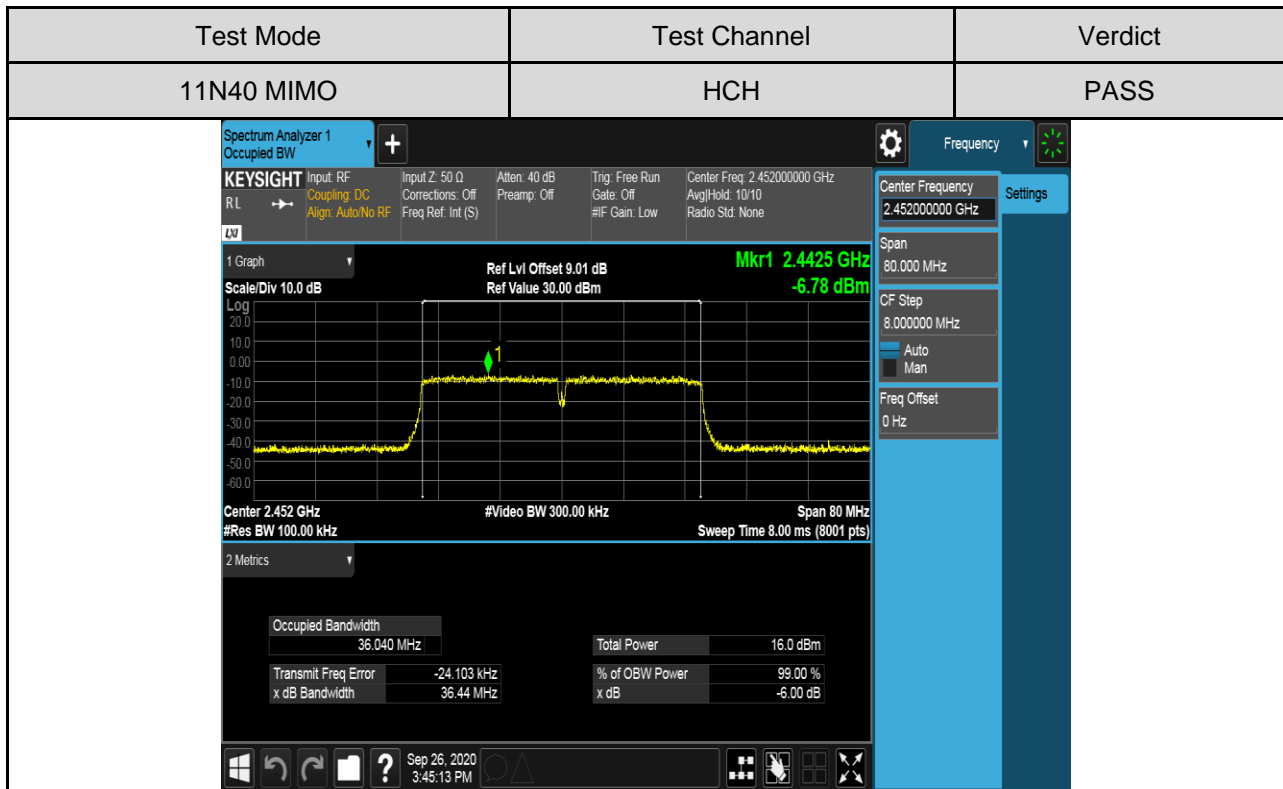 Test Mode Test Channel Verdict
11N40 MIMO HCH PASS
Spectrum Analyzer 1
Occupied BW
+
Frequency
KEYSIGHT
R L
LXI
Input: RF
Coupling: DC
Align: Auto/No RF
Input Z: 50 Ω
Corrections: Off
Freq Ref: Int (S)
Atten: 40 dB
Preamp: Off
Trig: Free Run
Gate: Off
#IF Gain: Low
Center Freq: 2.452000000 GHz
Avg|Hold: 10/10
Radio Std: None
Center Frequency
2.452000000 GHz
Settings
Span
80.000 MHz
CF Step
8.000000 MHz
Auto
Man
Freq Offset
0 Hz
1 Graph
Scale/Div 10.0 dB
Ref Lvl Offset 9.01 dB
Ref Value 30.00 dBm
Mkr1 2.4425 GHz
-6.78 dBm
Log
20.0
10.0
0.00
-10.0
-20.0
-30.0
-40.0
-50.0
-60.0
1
Center 2.452 GHz #Video BW 300.00 kHz Span 80 MHz
#Res BW 100.00 kHz Sweep Time 8.00 ms (8001 pts)
2 Metrics
Occupied Bandwidth
36.040 MHz
Total Power 16.0 dBm
Transmit Freq Error -24.103 kHz % of OBW Power 99.00 %
x dB Bandwidth 36.44 MHz x dB -6.00 dB
?
Sep 26, 2020
3:45:13 PM